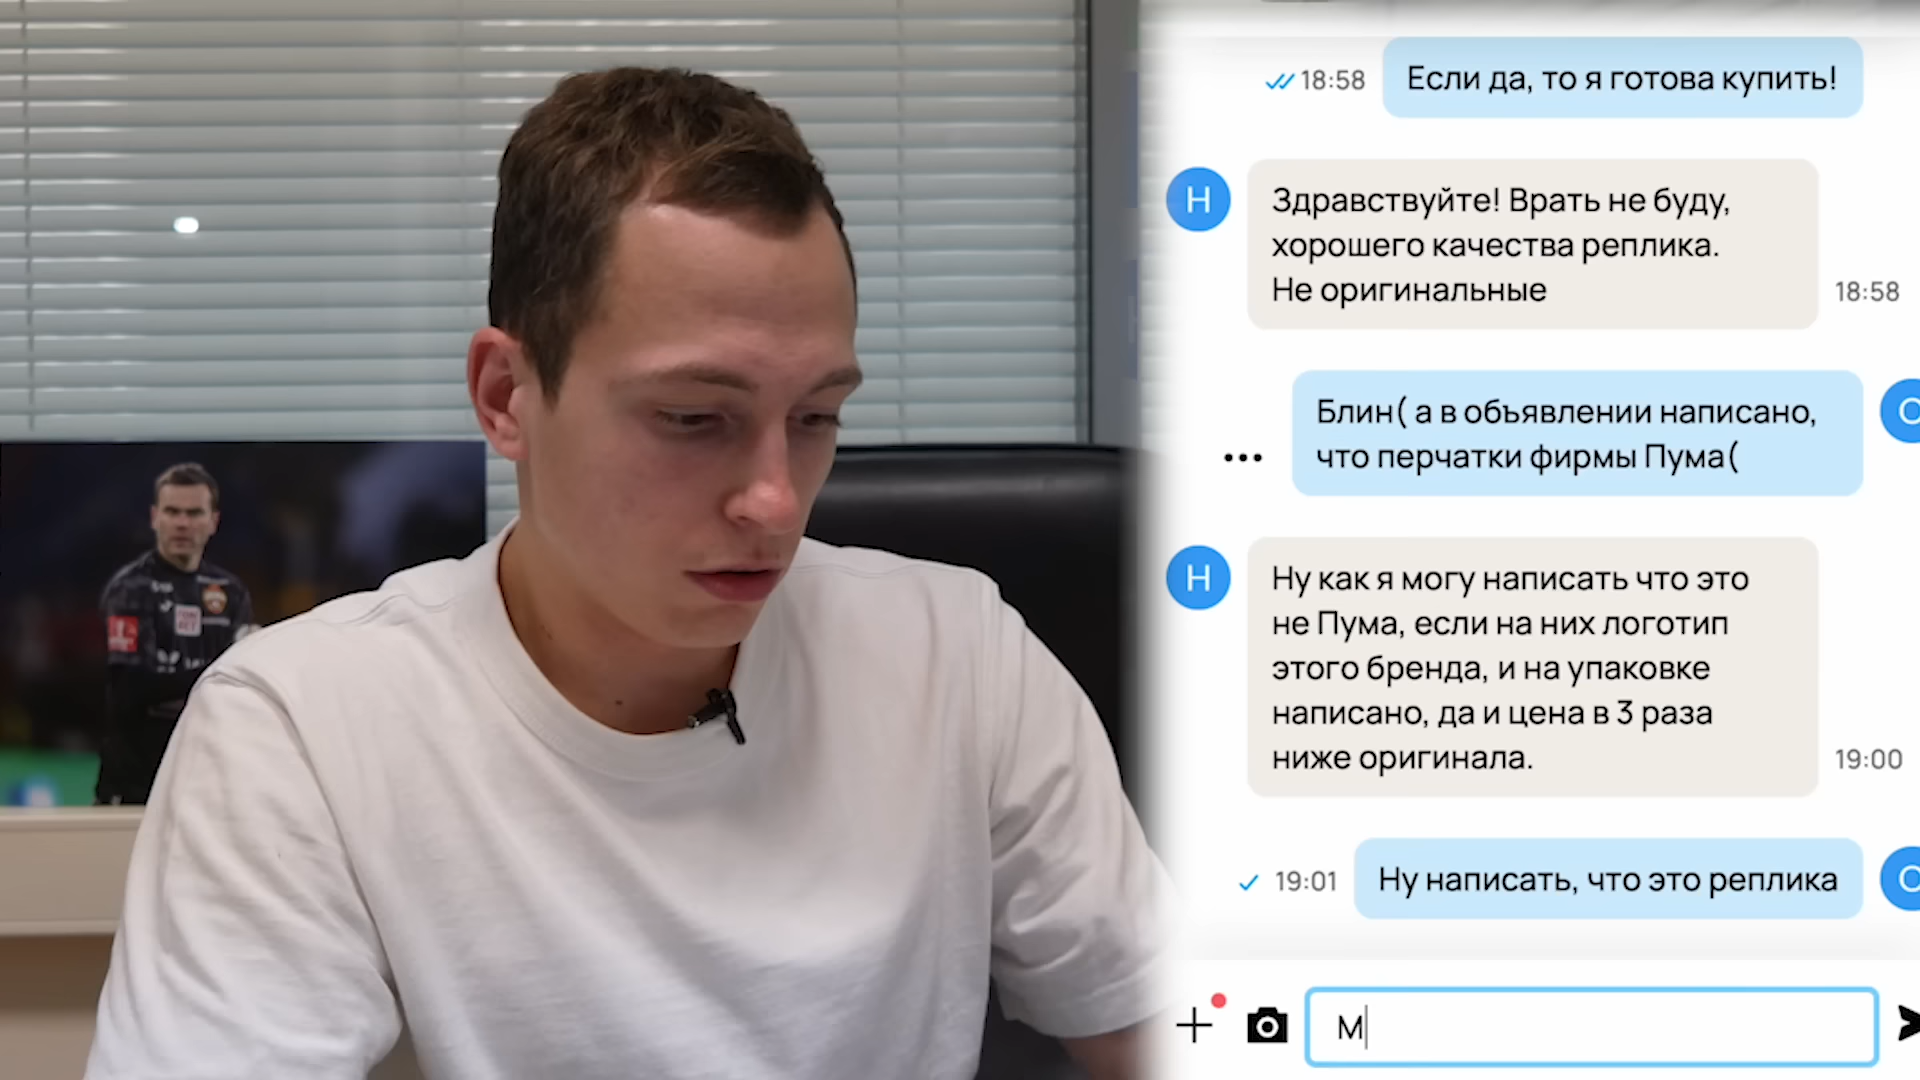 18:58
Если да, то я готова купить!
Н
Здравствуйте! Врать не буду,
хорошего качества реплика.
Не оригинальные
18:58
Блин( а в объявлении написано,
что перчатки фирмы Пума(
О
Н
Ну как я могу написать что это
не Пума, если на них логотип
этого бренда, и на упаковке
написано, да и цена в 3 раза
ниже оригинала.
19:00
19:01
Ну написать, что это реплика
О
М